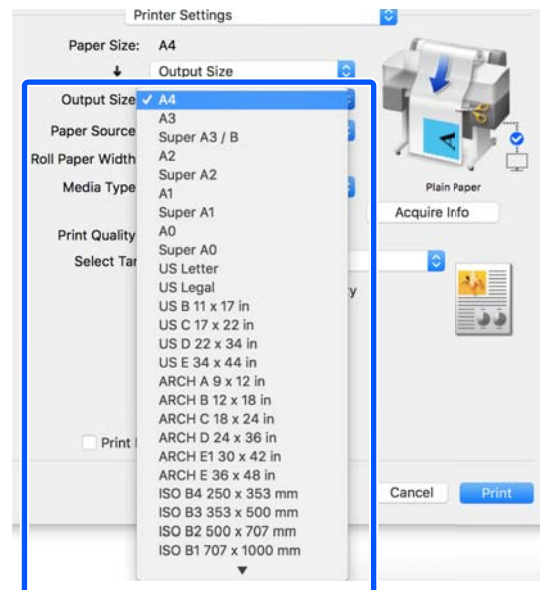 Printer Settings
Paper Size: A4
Output Size
Output Size ✓ A4
A3
Paper Source Super A3 / B
A2
Roll Paper Width Super A2
Media Type A1
Plain Paper
Super A1
Acquire Info
Print Quality A0
Super A0
Select Tar
US Letter
US Legal
y
US B 11 x 17 in
US C 17 x 22 in
US D 22 x 34 in
US E 34 x 44 in
ARCH A 9 x 12 in
ARCH B 12 x 18 in
ARCH C 18 x 24 in
Print
ARCH D 24 x 36 in
ARCH E1 30 x 42 in
ARCH E 36 x 48 in
ISO B4 250 x 353 mm
Cancel Print
ISO B3 353 x 500 mm
ISO B2 500 x 707 mm
ISO B1 707 x 1000 mm